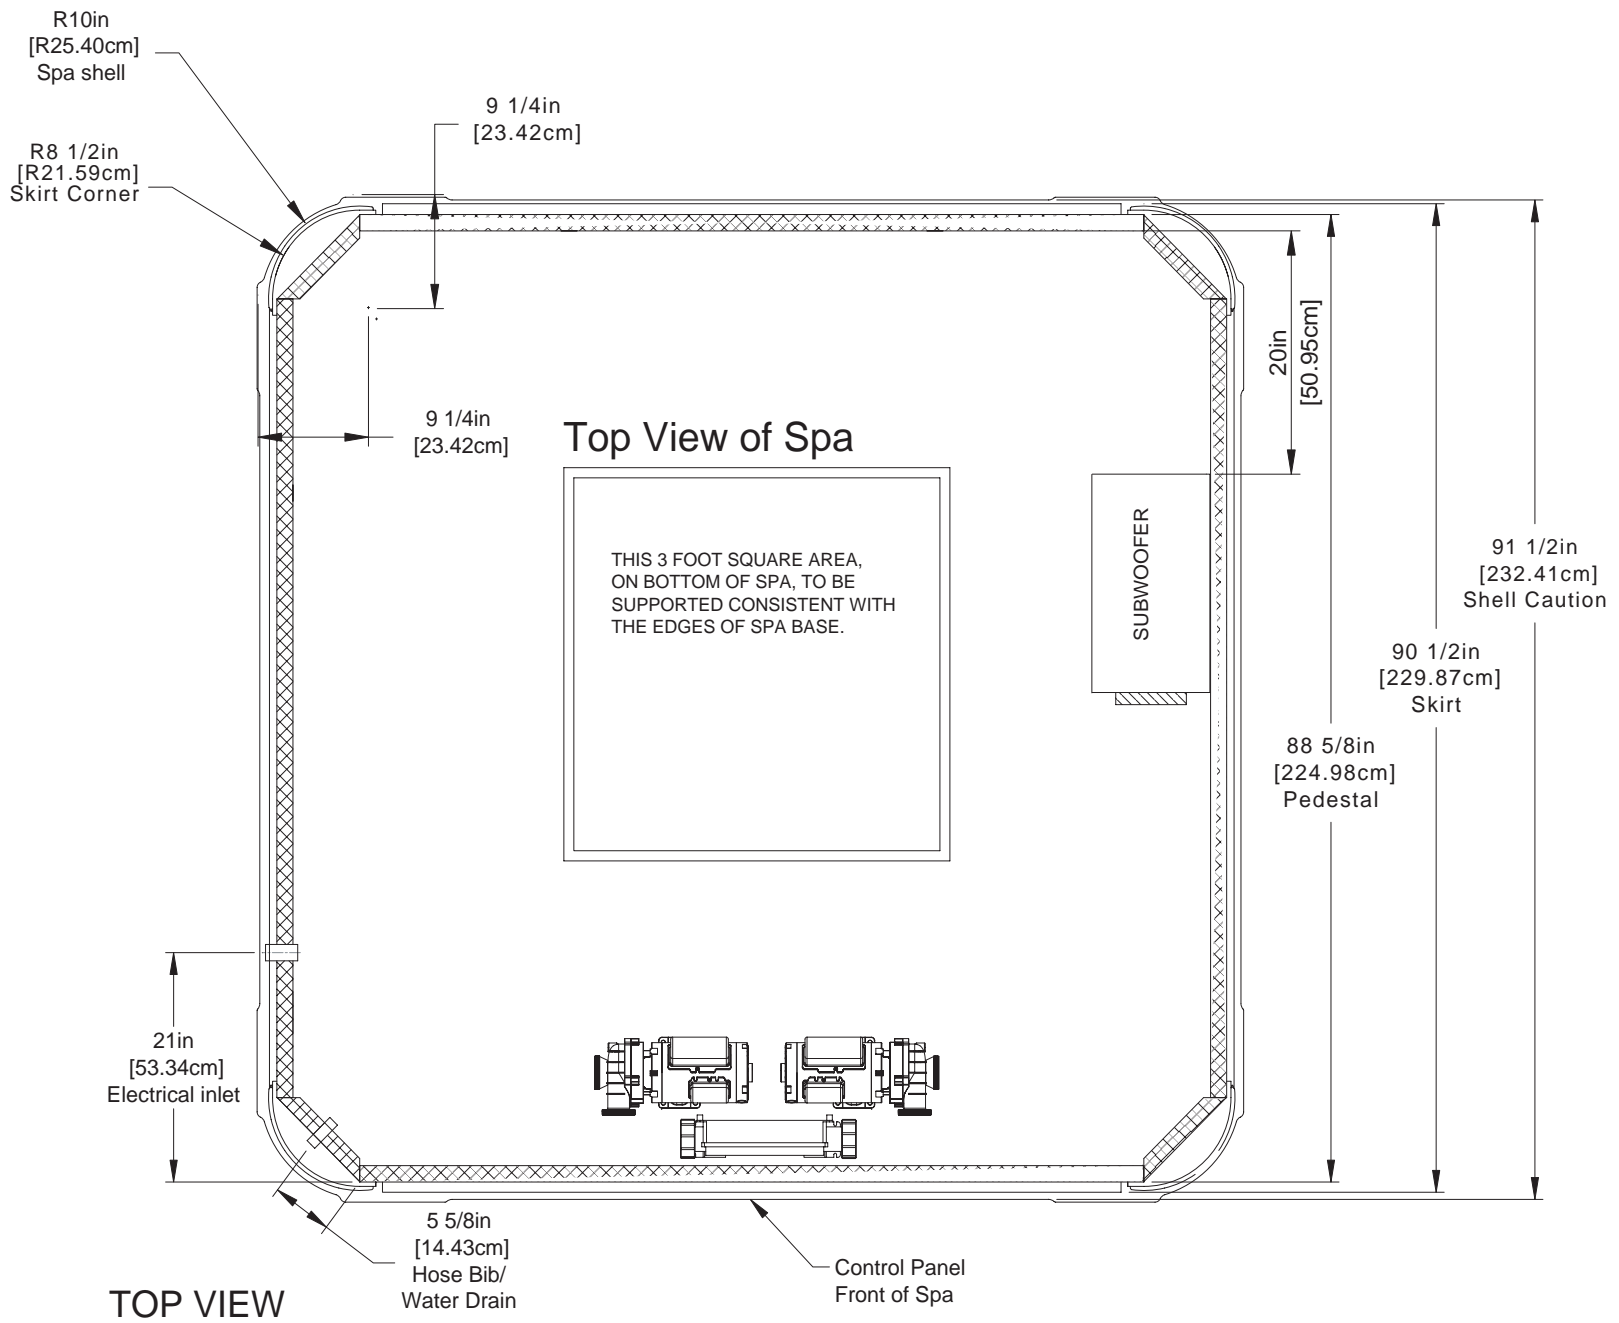 R10in
[R25.40cm]
Spa shell
9 1/4in
[23.42cm]
R8 1/2in
[R21.59cm]
Skirt Corner
20in
[50.95cm]
9 1/4in
[23.42cm]
Top View of Spa
THIS 3 FOOT SQUARE AREA,
ON BOTTOM OF SPA, TO BE
SUPPORTED CONSISTENT WITH
THE EDGES OF SPA BASE.
SUBWOOFER
91 1/2in
[232.41cm]
Shell Caution
90 1/2in
[229.87cm]
Skirt
88 5/8in
[224.98cm]
Pedestal
21in
[53.34cm]
Electrical inlet
5 5/8in
[14.43cm]
Hose Bib/
Water Drain
Control Panel
Front of Spa
TOP VIEW